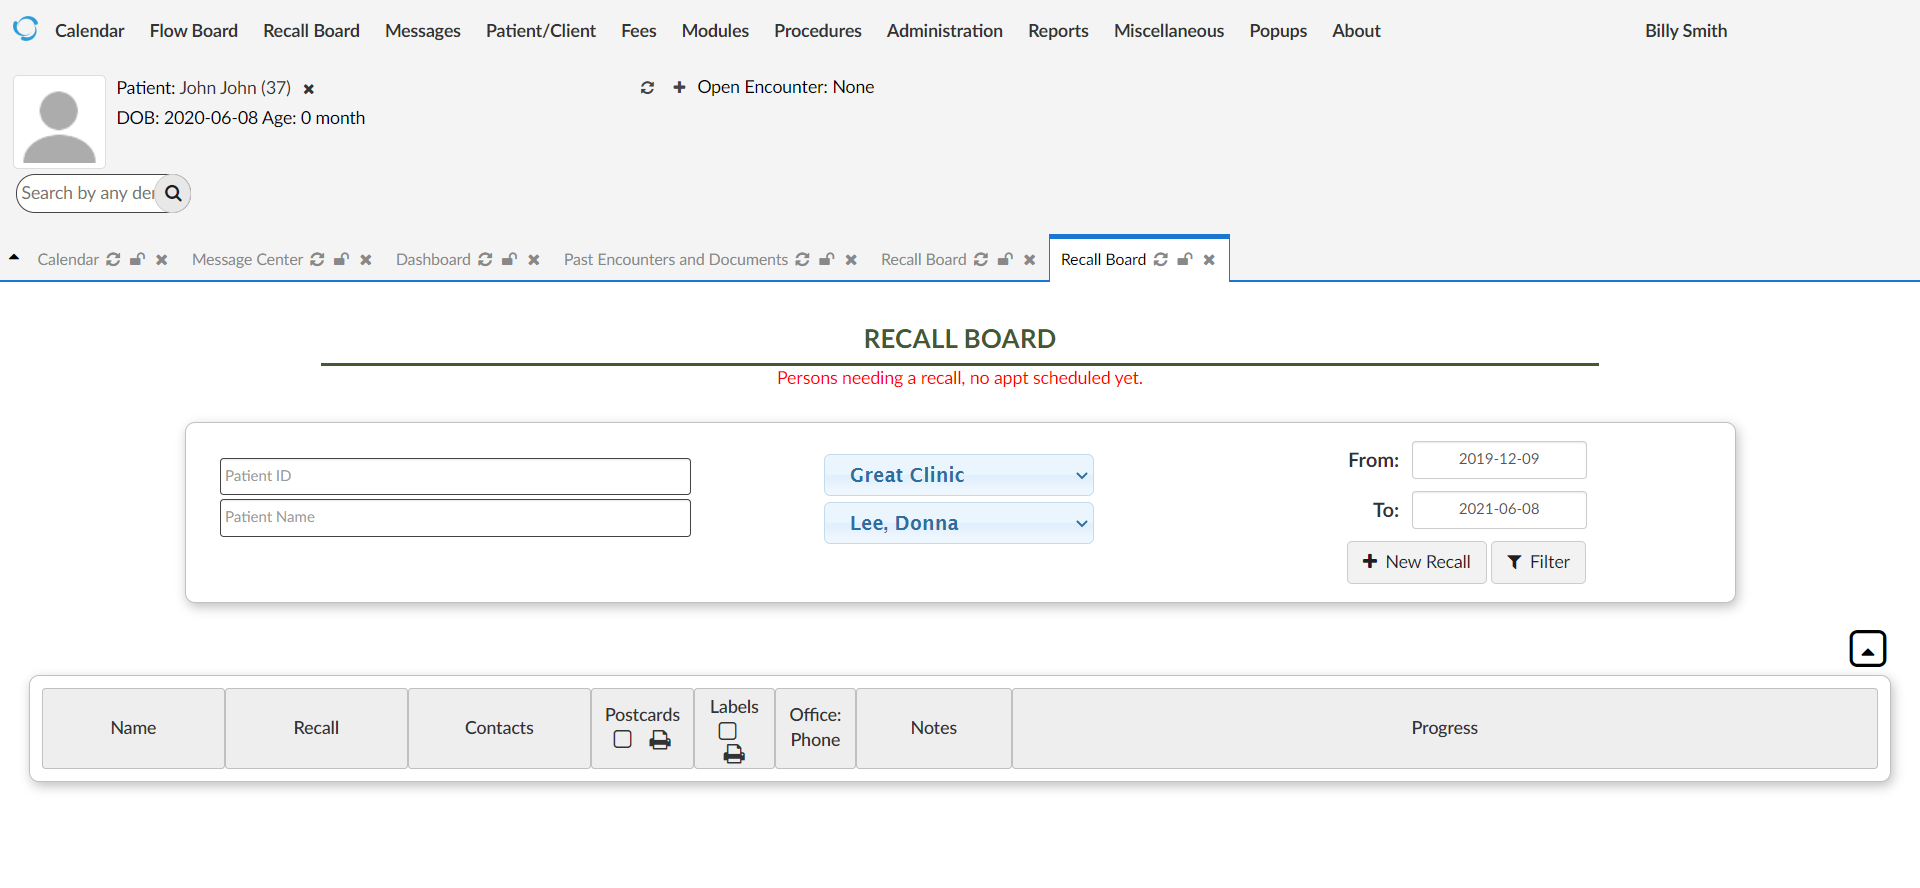 Calendar Flow Board Recall Board Messages Patient/Client Fees Modules Procedures Administration Reports Miscellaneous Popups About Billy Smith
Patient: John John (37)
Open Encounter: None
DOB: 2020-06-08 Age: 0 month
Search by any der
Calendar Message Center Dashboard Past Encounters and Documents Recall Board Recall Board
RECALL BOARD
Persons needing a recall, no appt scheduled yet.
Patient ID
Patient Name
Great Clinic
Lee, Donna
From: 2019-12-09
To: 2021-06-08
New Recall Filter
Name
Recall
Contacts
Postcards
Labels
Office:
Phone
Notes
Progress